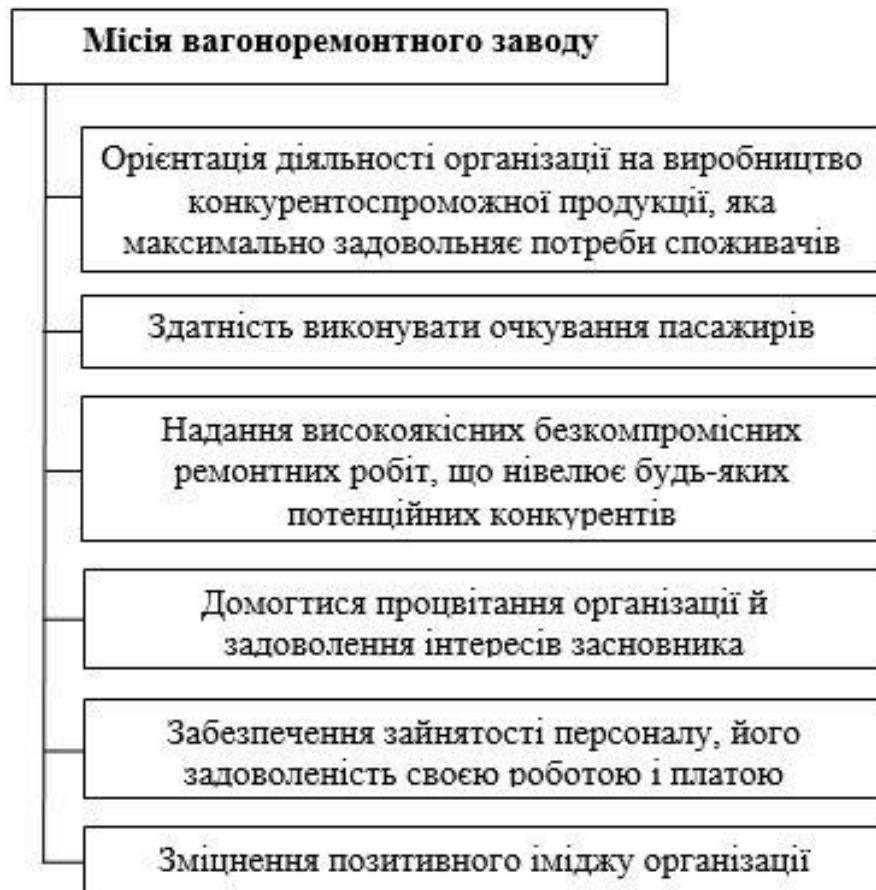 Місія вагоноремонтного заводу
Орієнтація діяльності організації на виробництво
конкурентоспроможної продукції, яка
максимально задовольняє потреби споживачів
Здатність виконувати очкування пасажирів
Надання високоякісних безкомпромісних
ремонтних робіт, що нівелює будь-яких
потенційних конкурентів
Домогтися процвітання організації й
задоволення інтересів засновника
Забезпечення зайнятості персоналу, його
задоволеність своєю роботою і платою
Зміцнення позитивного іміджу організації